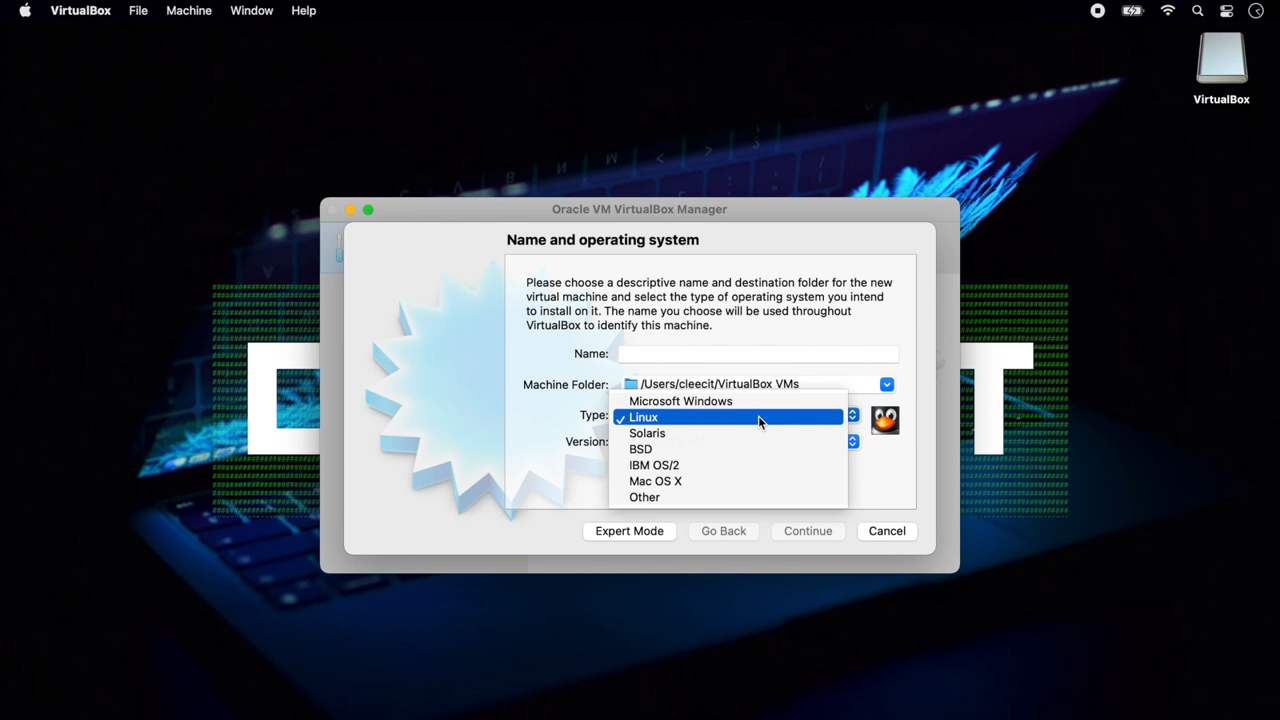 VirtualBox File Machine Window Help
VirtualBox
Oracle VM VirtualBox Manager
Name and operating system
Please choose a descriptive name and destination folder for the new
virtual machine and select the type of operating system you intend
to install on it. The name you choose will be used throughout
VirtualBox to identify this machine.
Name:
Machine Folder: /Users/cleecit/VirtualBox VMs
Type:
Version:
Microsoft Windows
✓ Linux
Solaris
BSD
IBM OS/2
Mac OS X
Other
Expert Mode Go Back Continue Cancel